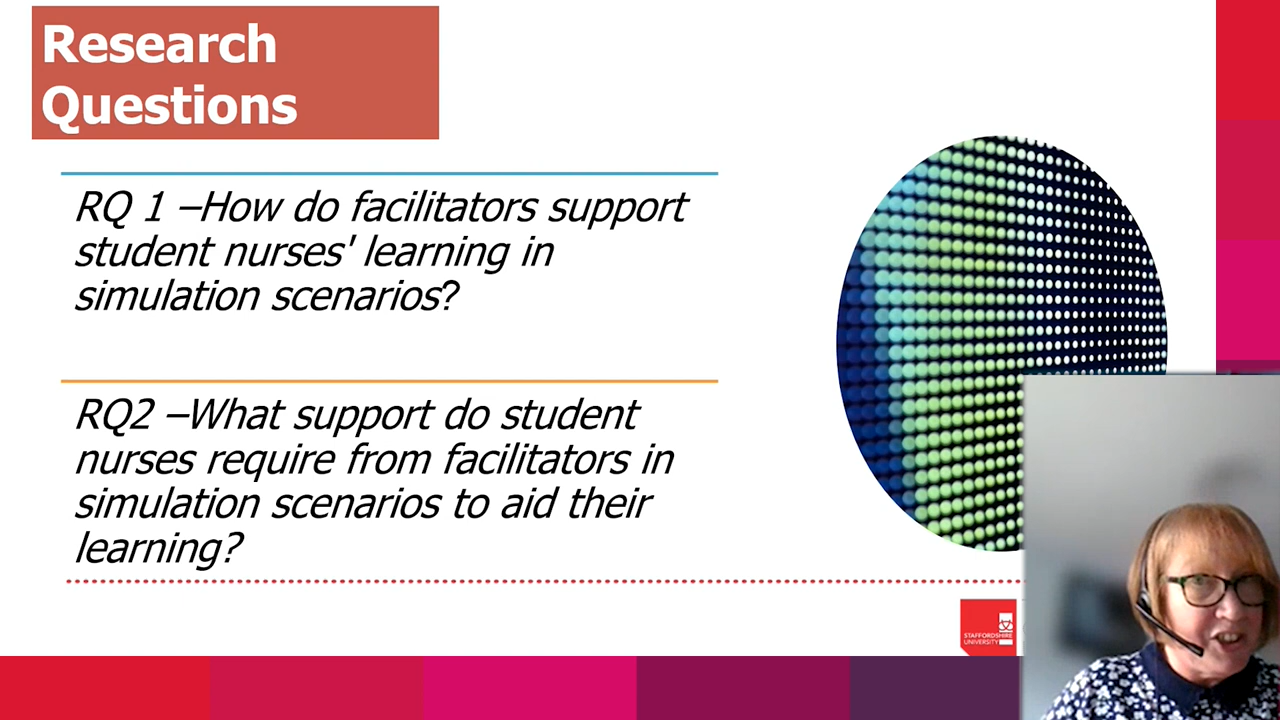 Research
Questions
RQ 1 –How do facilitators support
student nurses' learning in
simulation scenarios?
RQ2 –What support do student
nurses require from facilitators in
simulation scenarios to aid their
learning?
STAFFORDSHIRE
UNIVERSITY